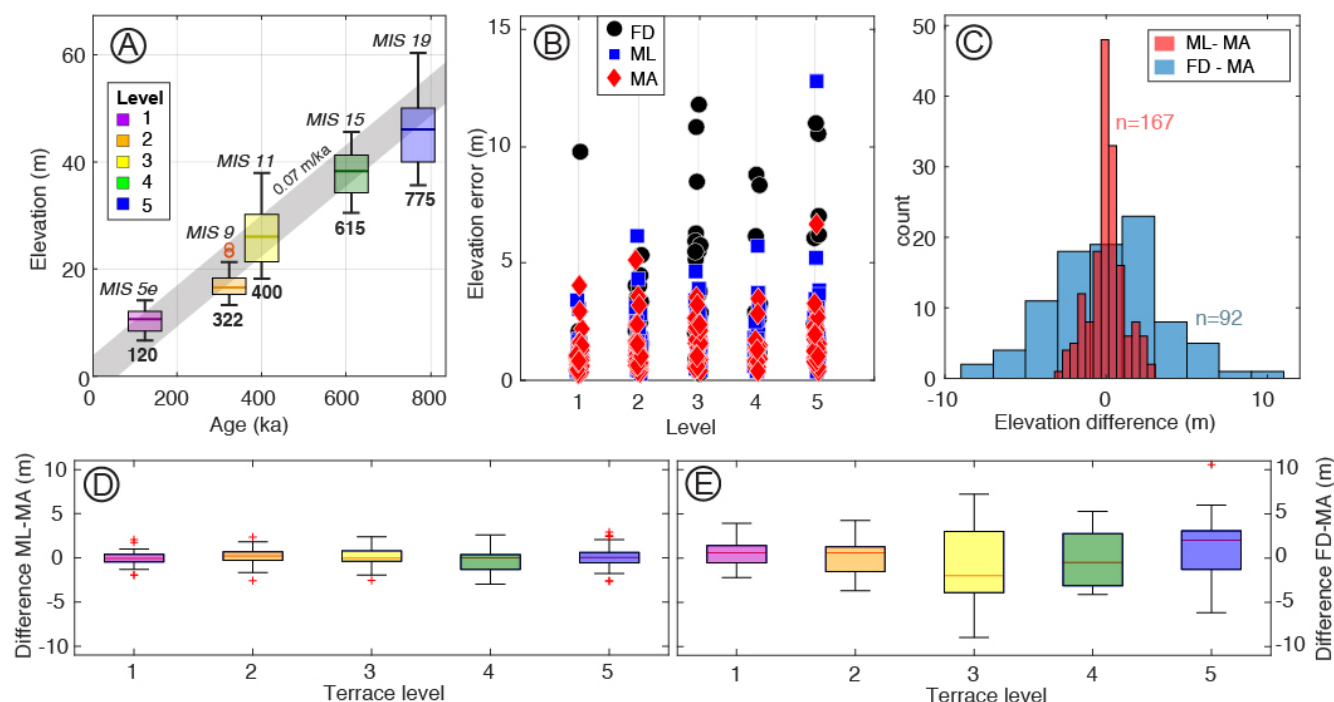 A
Elevation (m)
60
40
20
0
Level
1
2
3
4
5
MIS 5e
MIS 9
MIS 11
MIS 15
MIS 19
0.07 m/ka
120
322
400
615
775
0
200
400
600
800
Age (ka)
B
FD
ML
MA
Elevation error (m)
15
10
5
0
1
2
3
4
5
Level
C
ML- MA
FD - MA
n=167
n=92
count
50
40
30
20
10
0
-10
0
10
Elevation difference (m)
D
Difference ML-MA (m)
10
5
0
-5
-10
1
2
3
4
5
Terrace level
E
10
5
0
-5
-10
Difference FD-MA (m)
1
2
3
4
5
Terrace level